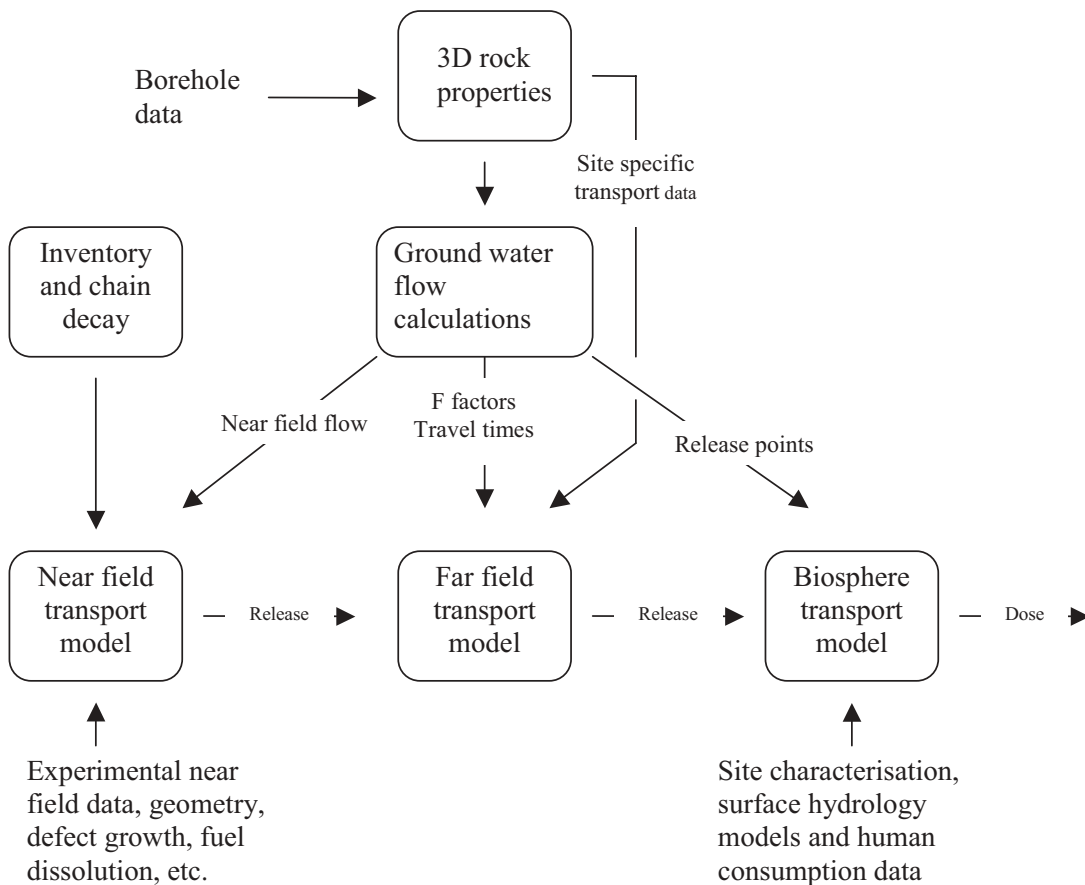 3D rock
properties
Borehole
data
Site specific
transport data
Inventory
and chain
decay
Ground water
flow
calculations
Near field flow
F factors
Travel times
Release points
Near field
transport
model
Release
Far field
transport
model
Release
Biosphere
transport
model
Dose
Experimental near
field data, geometry,
defect growth, fuel
dissolution, etc.
Site characterisation,
surface hydrology
models and human
consumption data